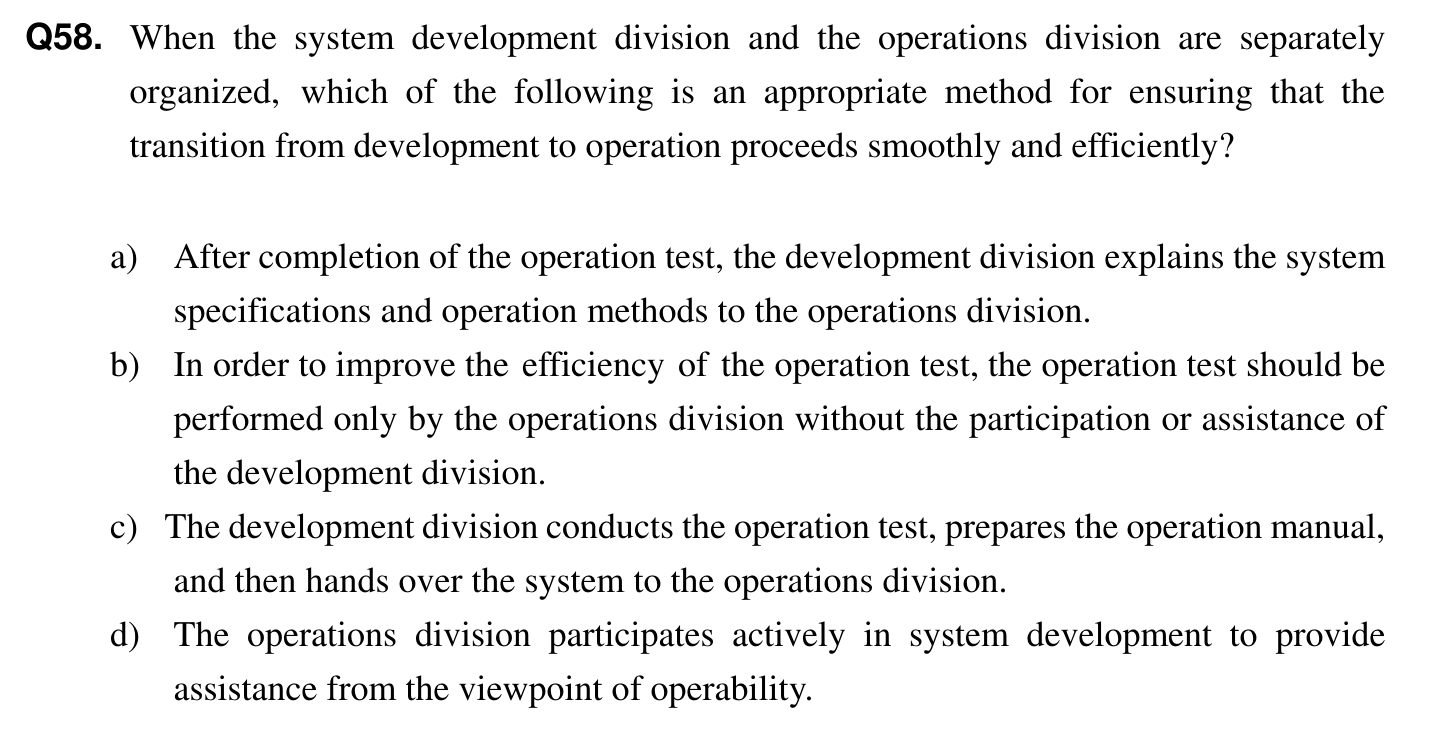 Q58. When the system development division and the operations division are separately
organized, which of the following is an appropriate method for ensuring that the
transition from development to operation proceeds smoothly and efficiently?
a) After completion of the operation test, the development division explains the system
specifications and operation methods to the operations division.
b) In order to improve the efficiency of the operation test, the operation test should be
performed only by the operations division without the participation or assistance of
the development division.
c) The development division conducts the operation test, prepares the operation manual,
and then hands over the system to the operations division.
d) The operations division participates actively in system development to provide
assistance from the viewpoint of operability.